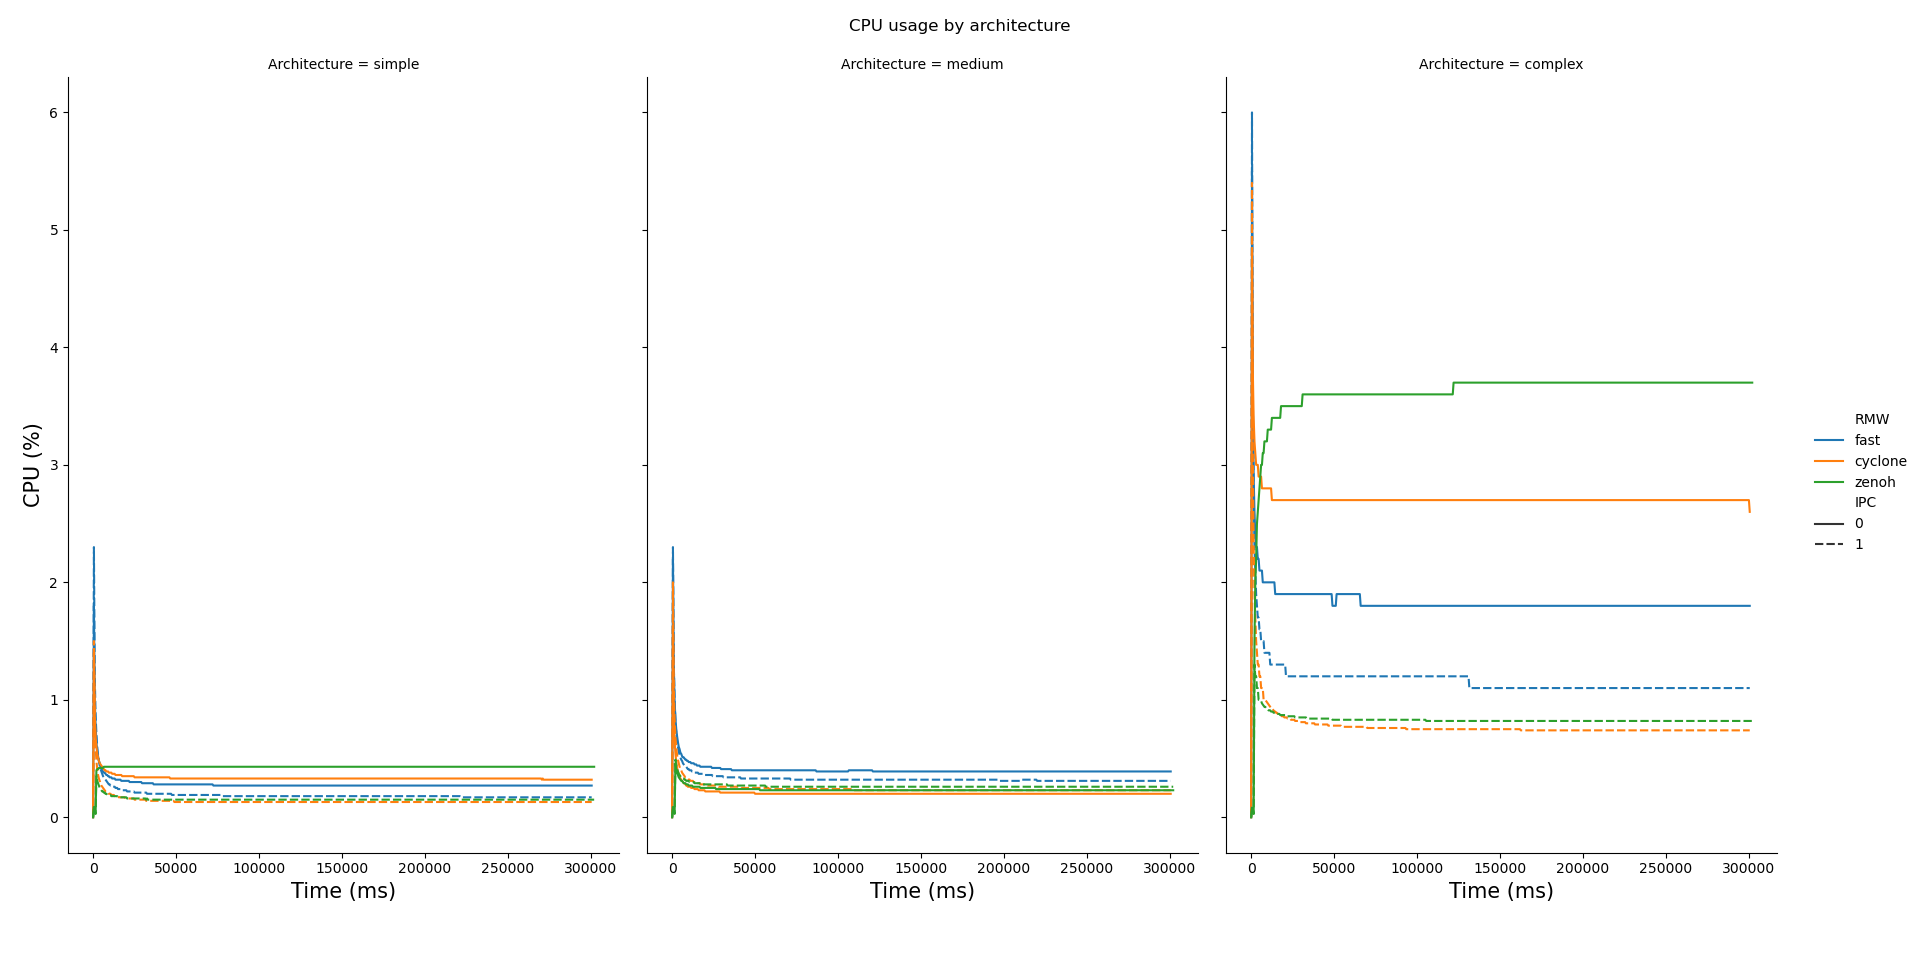 CPU usage by architecture
Architecture = simple
Architecture = medium
Architecture = complex
CPU (%)
6
5
4
3
2
1
0
0 50000 100000 150000 200000 250000 300000
0 50000 100000 150000 200000 250000 300000
0 50000 100000 150000 200000 250000 300000
Time (ms)
Time (ms)
Time (ms)
RMW
fast
cyclone
zenoh
IPC
0
1